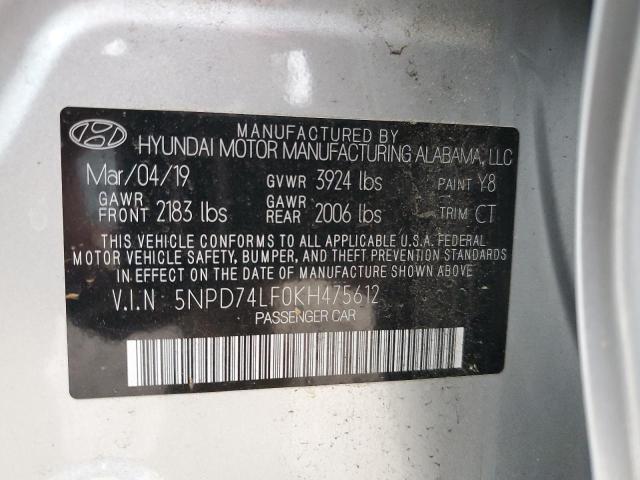 MANUFACTURED BY
HYUNDAI MOTOR MANUFACTURING ALABAMA, LLC
Mar/04/19 GVWR 3924 lbs PAINT Y8
GAWR FRONT 2183 lbs GAWR REAR 2006 lbs TRIM CT
THIS VEHICLE CONFORMS TO ALL APPLICABLE U.S.A. FEDERAL
MOTOR VEHICLE SAFETY, BUMPER, AND THEFT PREVENTION STANDARDS
IN EFFECT ON THE DATE OF MANUFACTURE SHOWN ABOVE.
V.I.N 5NPD74LF0KH475612
PASSENGER CAR